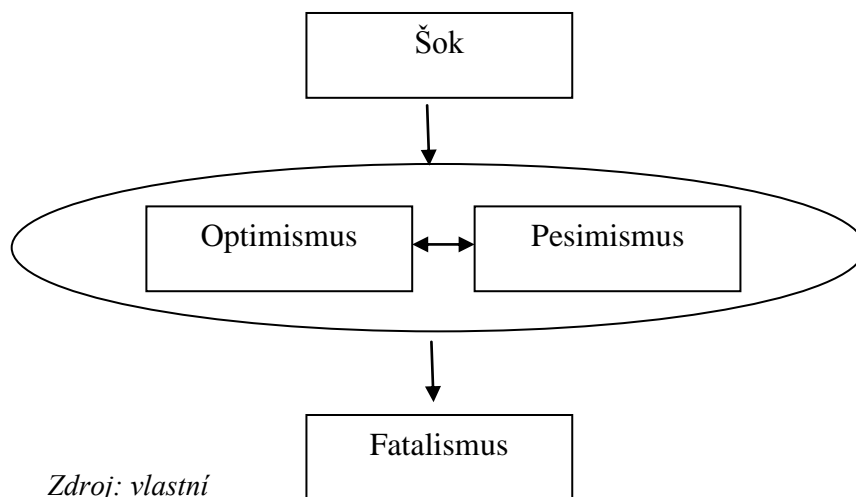 Šok
Optimismus
Pesimismus
Fatalismus
Zdroj: vlastní